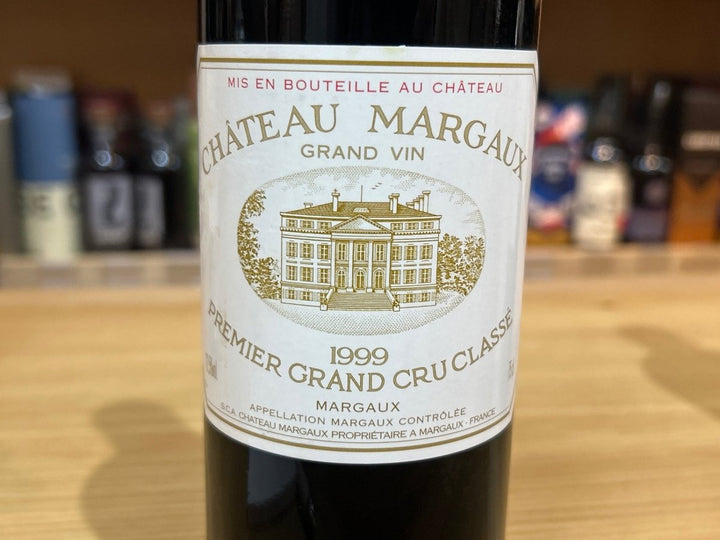 MIS EN BOUTEILLE AU CHÂTEAU
CHÂTEAU MARGAUX
GRAND VIN
1999
PREMIER GRAND CRU CLASSÉ
MARGAUX
APPELLATION MARGAUX CONTRÔLÉE
S.C.A. CHATEAU MARGAUX PROPRIÉTAIRE A MARGAUX - FRANCE